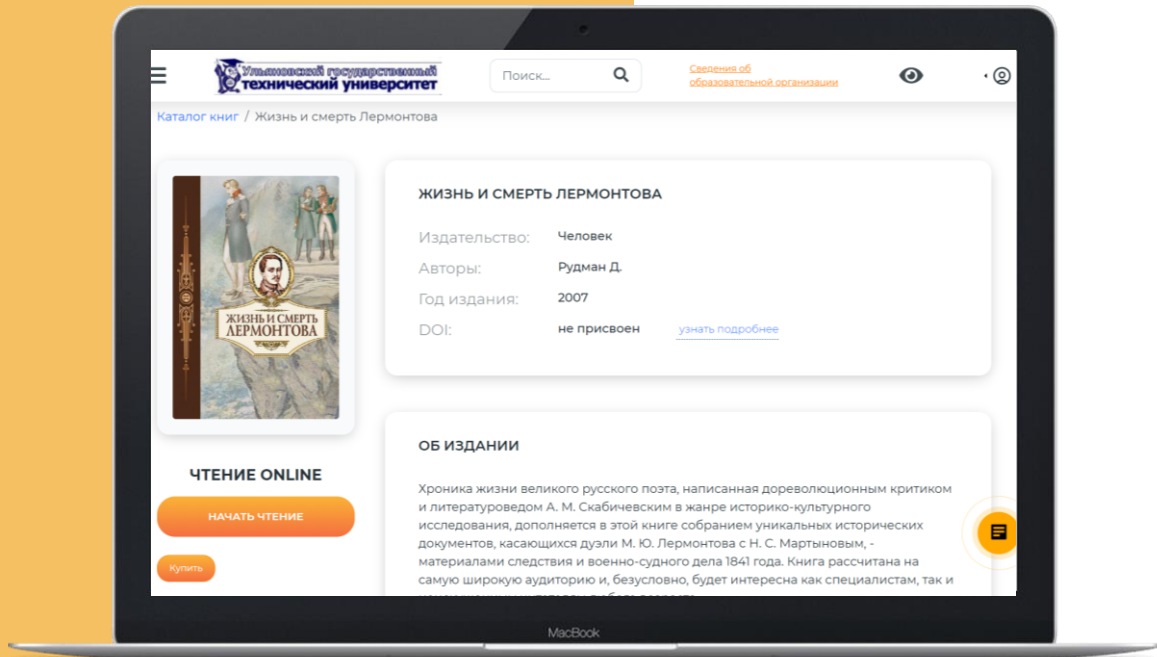 Ульяновский государственный
технический университет
Поиск...
Сведения об
образовательной организации
Каталог книг / Жизнь и смерть Лермонтова
ЖИЗНЬ И СМЕРТЬ
ЛЕРМОНТОВА
ЧТЕНИЕ ONLINE
НАЧАТЬ ЧТЕНИЕ
Купить
ЖИЗНЬ И СМЕРТЬ ЛЕРМОНТОВА
Издательство: Человек
Авторы: Рудман Д.
Год издания: 2007
DOI: не присвоен узнать подробнее
ОБ ИЗДАНИИ
Хроника жизни великого русского поэта, написанная дореволюционным критиком
и литературоведом А. М. Скабичевским в жанре историко-культурного
исследования, дополняется в этой книге собранием уникальных исторических
документов, касающихся дуэли М. Ю. Лермонтова с Н. С. Мартыновым, -
материалами следствия и военно-судного дела 1841 года. Книга рассчитана на
самую широкую аудиторию и, безусловно, будет интересна как специалистам, так и
MacBook